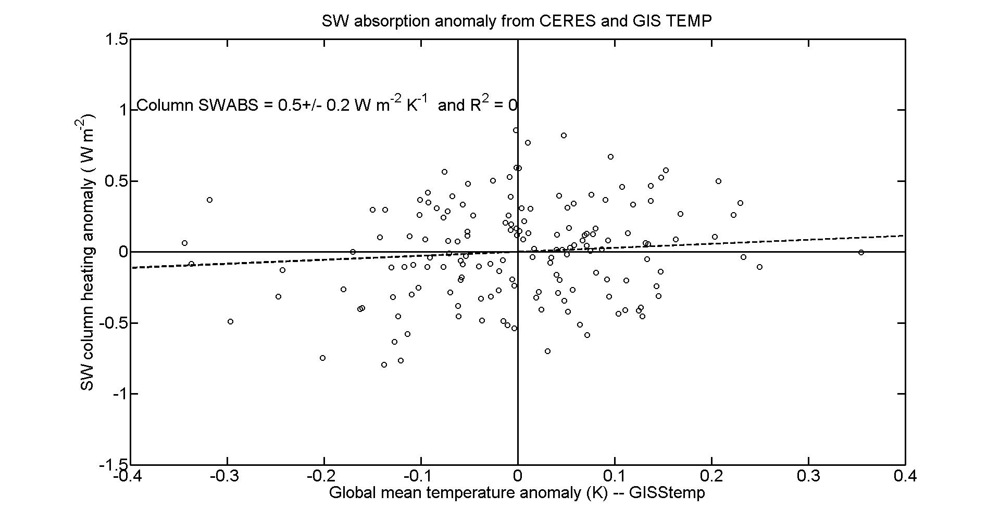 SW absorption anomaly from CERES and GIS TEMP
1.5
Column SWABS = 0.5+/- 0.2 W m-2 K-1 and R2 = 0
1
0.5
0
-0.5
-1
-1.5
SW column heating anomaly ( W m-2)
-0.4 -0.3 -0.2 -0.1 0 0.1 0.2 0.3 0.4
Global mean temperature anomaly (K) -- GISStemp